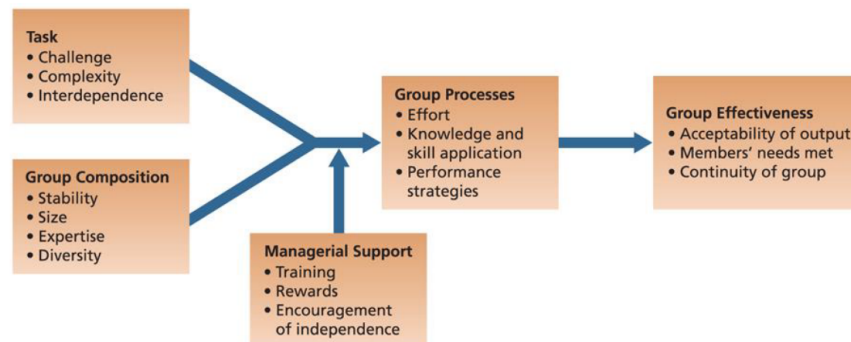 Task
• Challenge
• Complexity
• Interdependence
Group Composition
• Stability
• Size
• Expertise
• Diversity
Managerial Support
• Training
• Rewards
• Encouragement
of independence
Group Processes
• Effort
• Knowledge and
skill application
• Performance
strategies
Group Effectiveness
• Acceptability of output
• Members' needs met
• Continuity of group